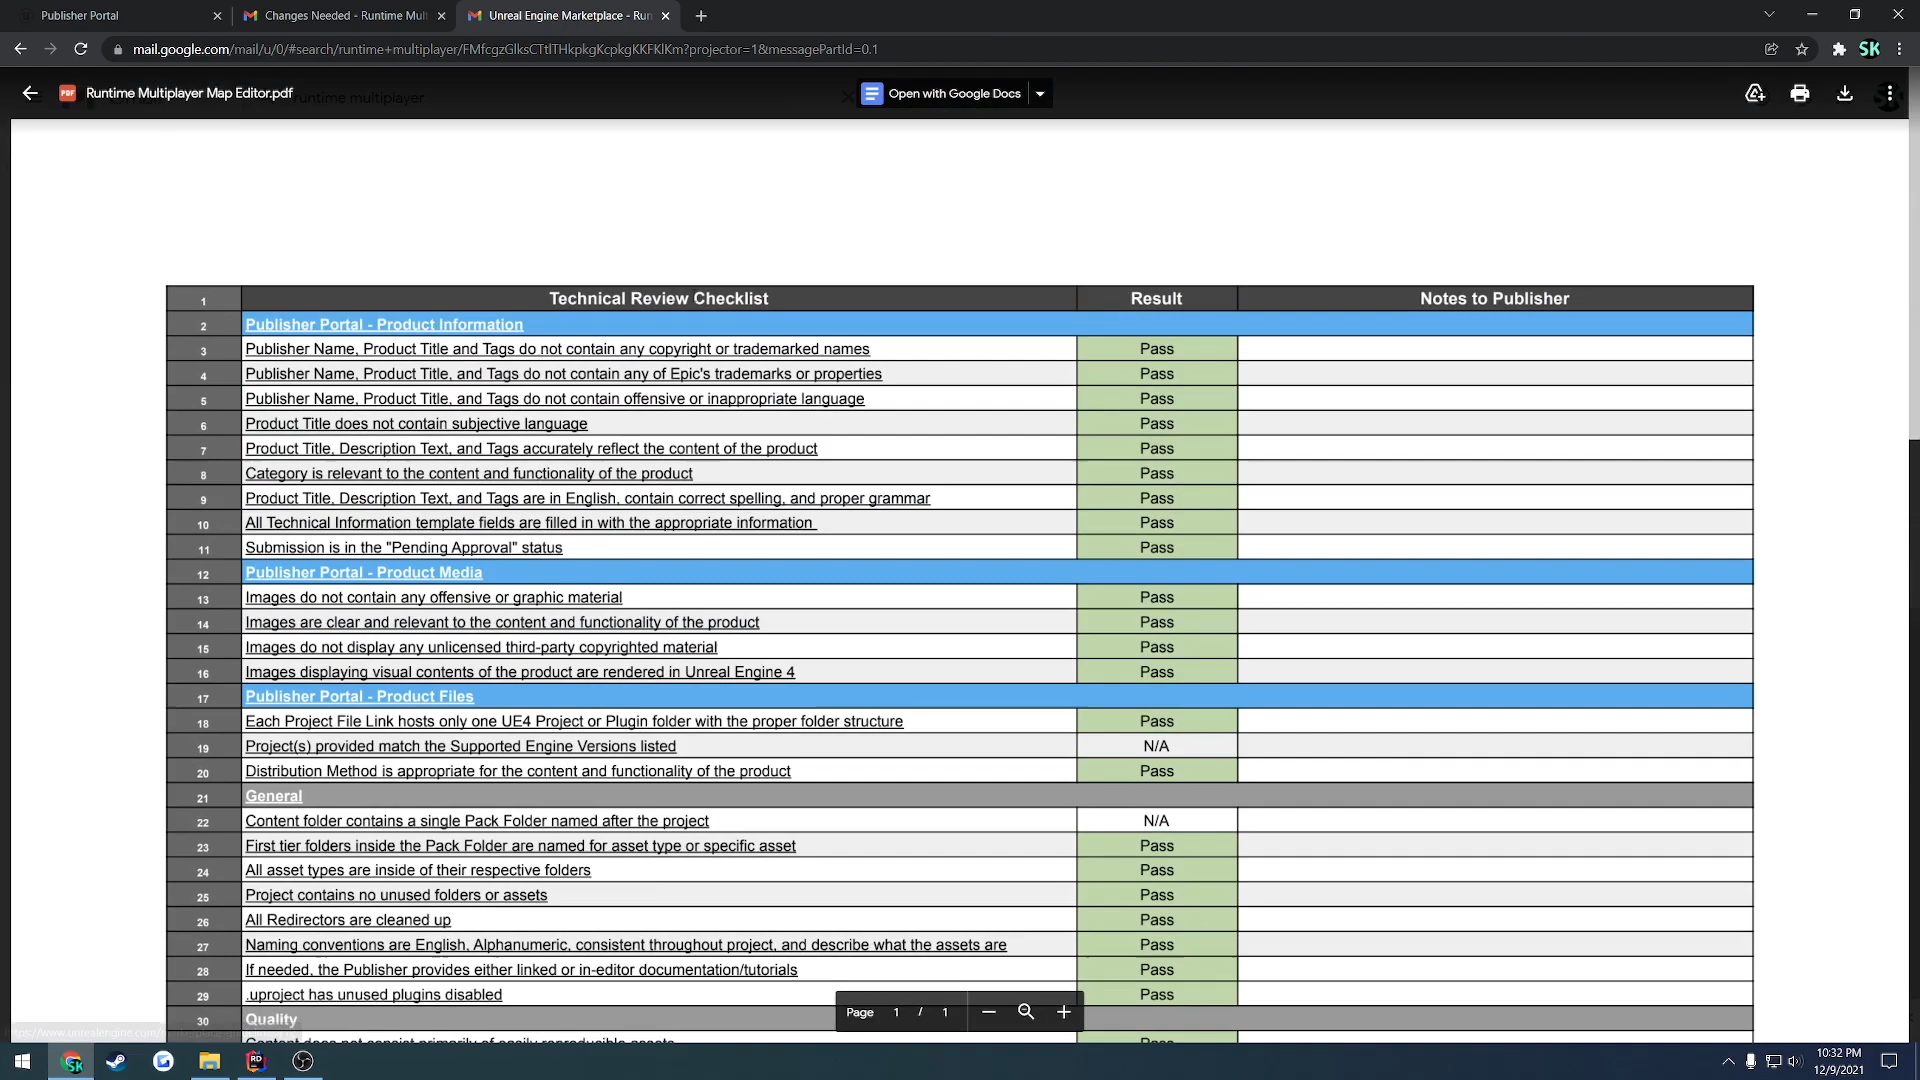 Publisher Portal
Changes Needed - Runtime Mult
Unreal Engine Marketplace - Run
mail.google.com/mail/u/0/#search/runtime+multiplayer/FMfcgzGlksCTtlTHkpkgKcpkgKKFKlKm?projector=1&messagePartId=0.1
SK
PDF
Runtime Multiplayer Map Editor.pdf
runtime multiplayer
Open with Google Docs
1 Technical Review Checklist Result Notes to Publisher
2 Publisher Portal - Product Information
3 Publisher Name, Product Title and Tags do not contain any copyright or trademarked names Pass
4 Publisher Name, Product Title, and Tags do not contain any of Epic's trademarks or properties Pass
5 Publisher Name, Product Title, and Tags do not contain offensive or inappropriate language Pass
6 Product Title does not contain subjective language Pass
7 Product Title, Description Text, and Tags accurately reflect the content of the product Pass
8 Category is relevant to the content and functionality of the product Pass
9 Product Title, Description Text, and Tags are in English, contain correct spelling, and proper grammar Pass
10 All Technical Information template fields are filled in with the appropriate information Pass
11 Submission is in the "Pending Approval" status Pass
12 Publisher Portal - Product Media
13 Images do not contain any offensive or graphic material Pass
14 Images are clear and relevant to the content and functionality of the product Pass
15 Images do not display any unlicensed third-party copyrighted material Pass
16 Images displaying visual contents of the product are rendered in Unreal Engine 4 Pass
17 Publisher Portal - Product Files
18 Each Project File Link hosts only one UE4 Project or Plugin folder with the proper folder structure Pass
19 Project(s) provided match the Supported Engine Versions listed N/A
20 Distribution Method is appropriate for the content and functionality of the product Pass
21 General
22 Content folder contains a single Pack Folder named after the project N/A
23 First tier folders inside the Pack Folder are named for asset type or specific asset Pass
24 All asset types are inside of their respective folders Pass
25 Project contains no unused folders or assets Pass
26 All Redirectors are cleaned up Pass
27 Naming conventions are English, Alphanumeric, consistent throughout project, and describe what the assets are Pass
28 If needed, the Publisher provides either linked or in-editor documentation/tutorials Pass
29 .uproject has unused plugins disabled Pass
30 Quality
Content does not consist primarily of easily reproducible assets Pass
Page 1 / 1
SK
RD
10:32 PM
12/9/2021